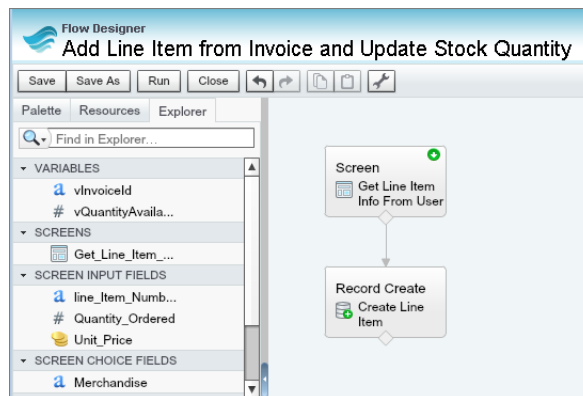 Flow Designer
Add Line Item from Invoice and Update Stock Quantity
Save Save As Run Close
Palette Resources Explorer
Find in Explorer...
VARIABLES
a vInvoiceId
# vQuantityAvaila...
SCREENS
Get_Line_Item_...
SCREEN INPUT FIELDS
a line_Item_Numb...
# Quantity_Ordered
Unit_Price
SCREEN CHOICE FIELDS
a Merchandise
Screen
Get Line Item
Info From User
Record Create
Create Line
Item